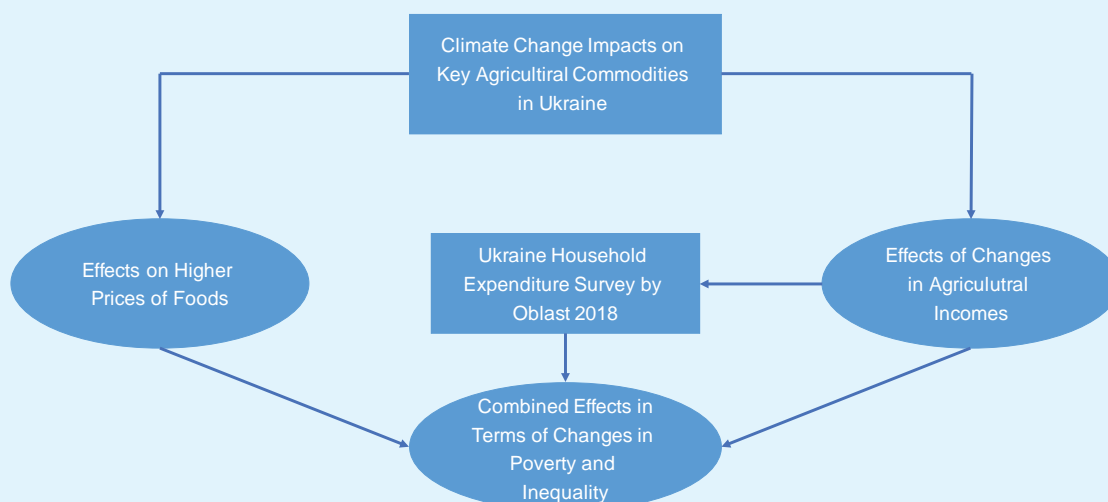 Climate Change Impacts on
Key Agricultiral Commodities
in Ukraine
Effects on Higher
Prices of Foods
Ukraine Household
Expenditure Survey by
Oblast 2018
Effects of Changes
in Agriculutral
Incomes
Combined Effects in
Terms of Changes in
Poverty and
Inequality